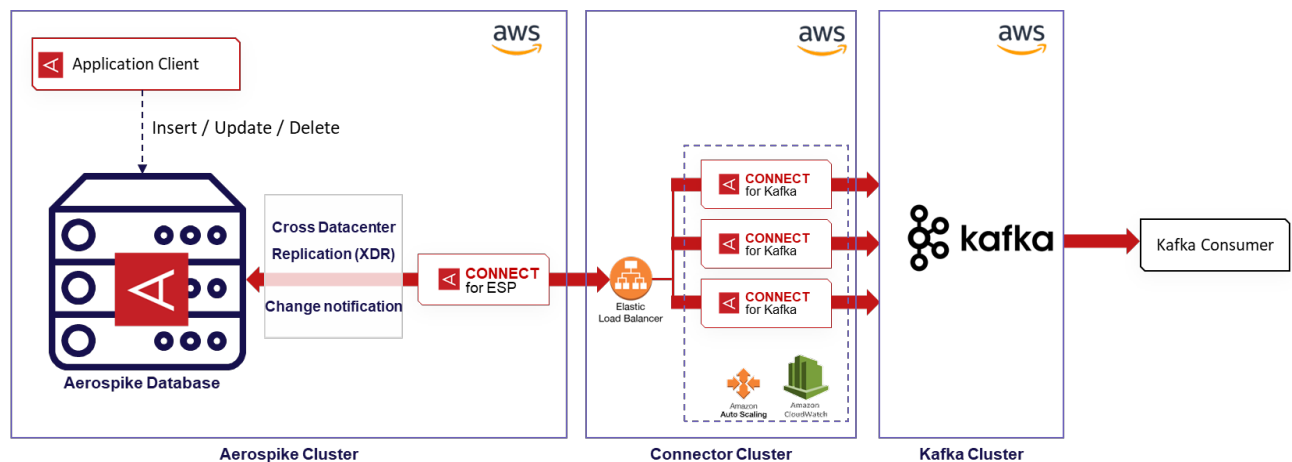 aws
aws
aws
Application Client
Insert / Update / Delete
Cross Datacenter
Replication (XDR)
Change notification
CONNECT
for ESP
Aerospike Database
Elastic
Load Balancer
CONNECT
for Kafka
CONNECT
for Kafka
CONNECT
for Kafka
Amazon
Auto Scaling
Amazon
CloudWatch
kafka
Kafka Consumer
Aerospike Cluster
Connector Cluster
Kafka Cluster